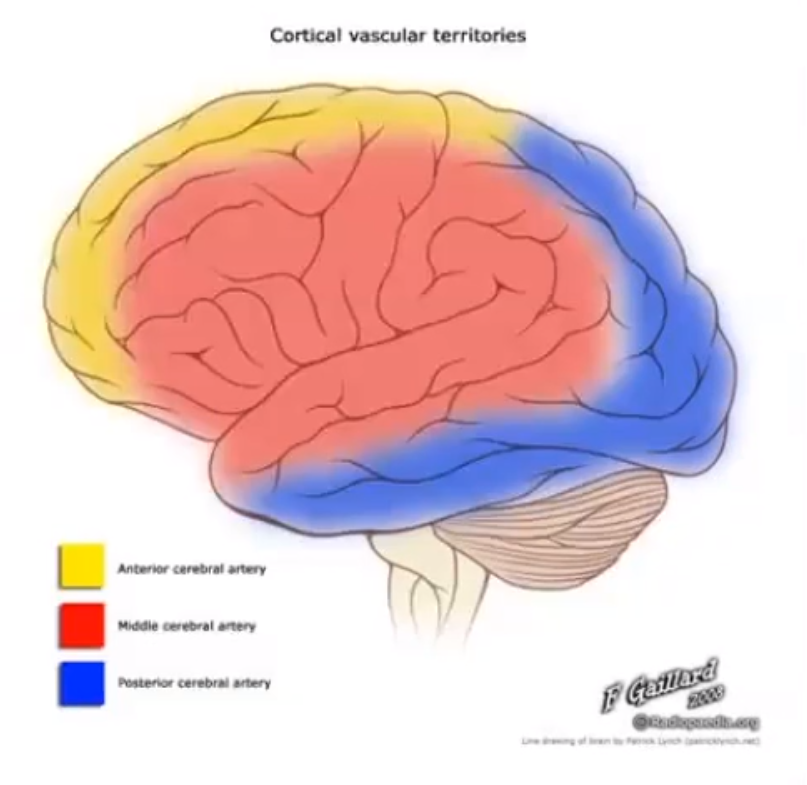 Cortical vascular territories
Anterior cerebral artery
Middle cerebral artery
Posterior cerebral artery
F Gaillard
2008
@Radiopaedia.org
Line drawing of brain by Patrick Lynch (patricklynch.net)